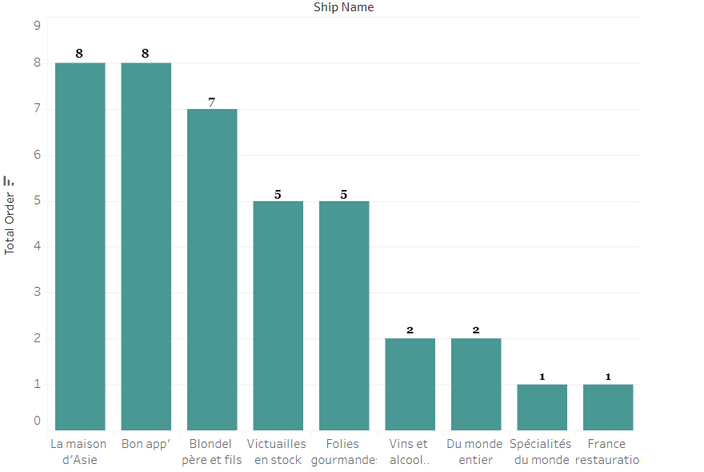 Ship Name
9
8
7
6
5
4
3
2
1
0
Total Order
8
8
7
5
5
2
2
1
1
La maison
d'Asie
Bon app'
Blondel
père et fils
Victuailles
en stock
Folies
gourmande
Vins et
alcool..
Du monde
entier
Spécialités
du monde
France
restauratio